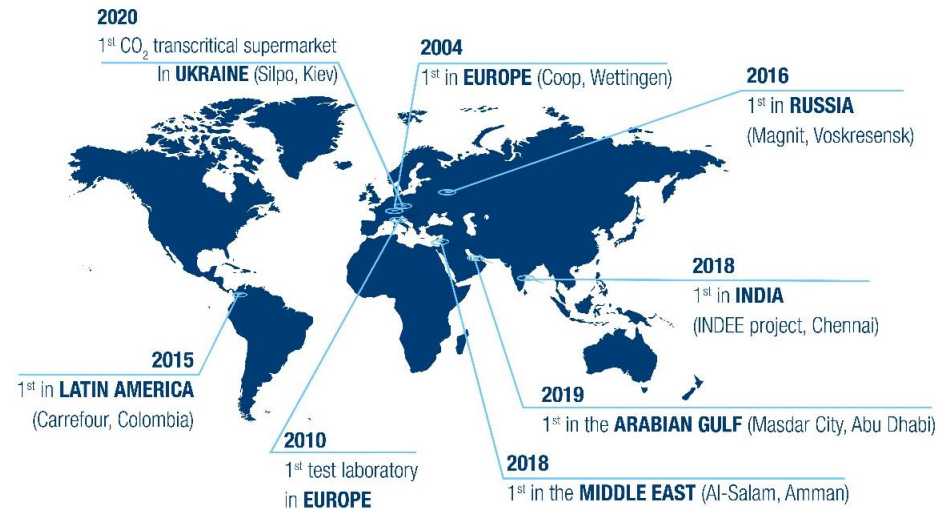 2020
1st CO2 transcritical supermarket
In UKRAINE (Silpo, Kiev)
2004
1st in EUROPE (Coop, Wettingen)
2016
1st in RUSSIA
(Magnit, Voskresensk)
2018
1st in INDIA
(INDEE project, Chennai)
2015
1st in LATIN AMERICA
(Carrefour, Colombia)
2019
1st in the ARABIAN GULF (Masdar City, Abu Dhabi)
2010
1st test laboratory
in EUROPE
2018
1st in the MIDDLE EAST (Al-Salam, Amman)